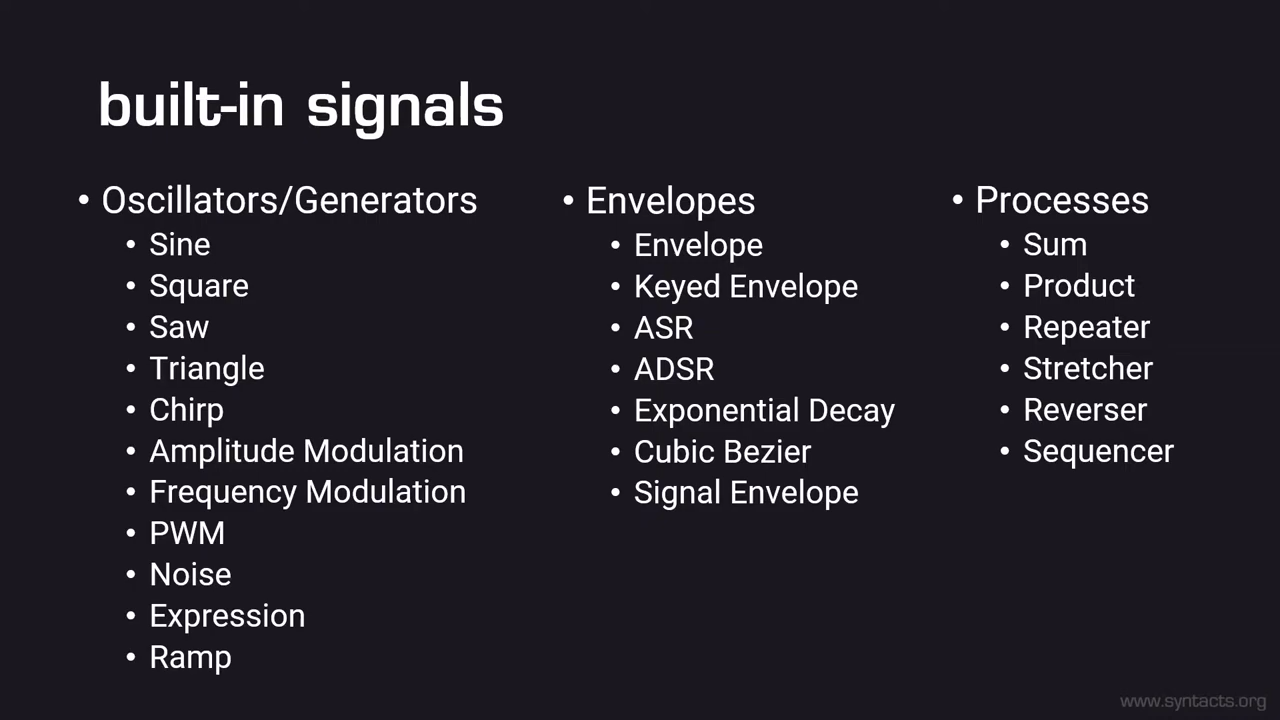 built-in signals
• Oscillators/Generators
• Sine
• Square
• Saw
• Triangle
• Chirp
• Amplitude Modulation
• Frequency Modulation
• PWM
• Noise
• Expression
• Ramp
• Envelopes
• Envelope
• Keyed Envelope
• ASR
• ADSR
• Exponential Decay
• Cubic Bezier
• Signal Envelope
• Processes
• Sum
• Product
• Repeater
• Stretcher
• Reverser
• Sequencer
www.syntacts.org